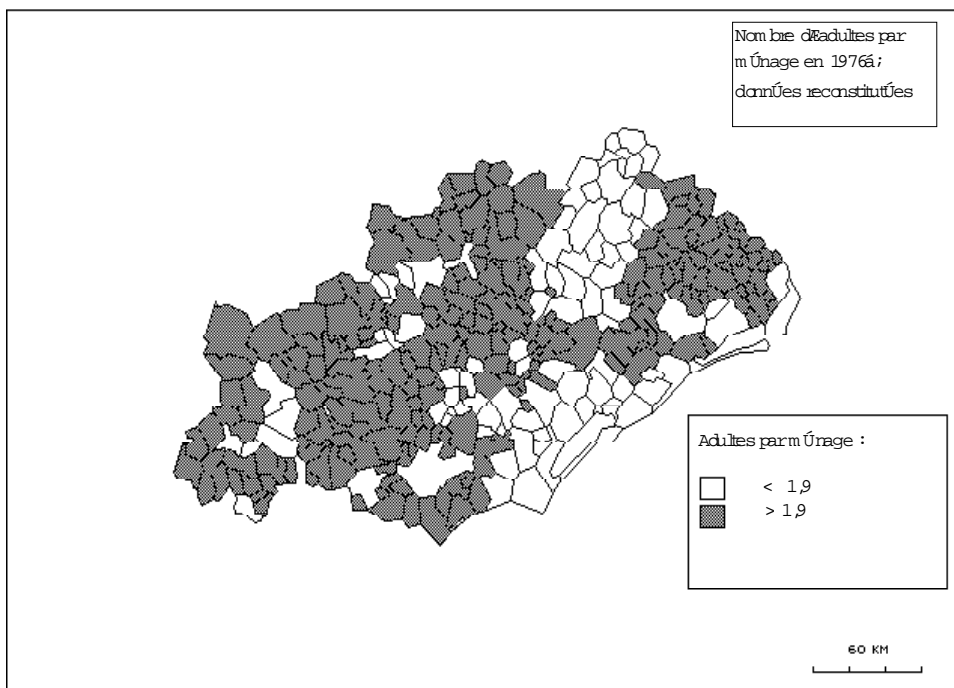 Nombre dÆadultes par
mÚnage en 1976á;
donnÚes reconstitutÚes
Adultes par mÚnage :
< 1,9
> 1,9
60 KM